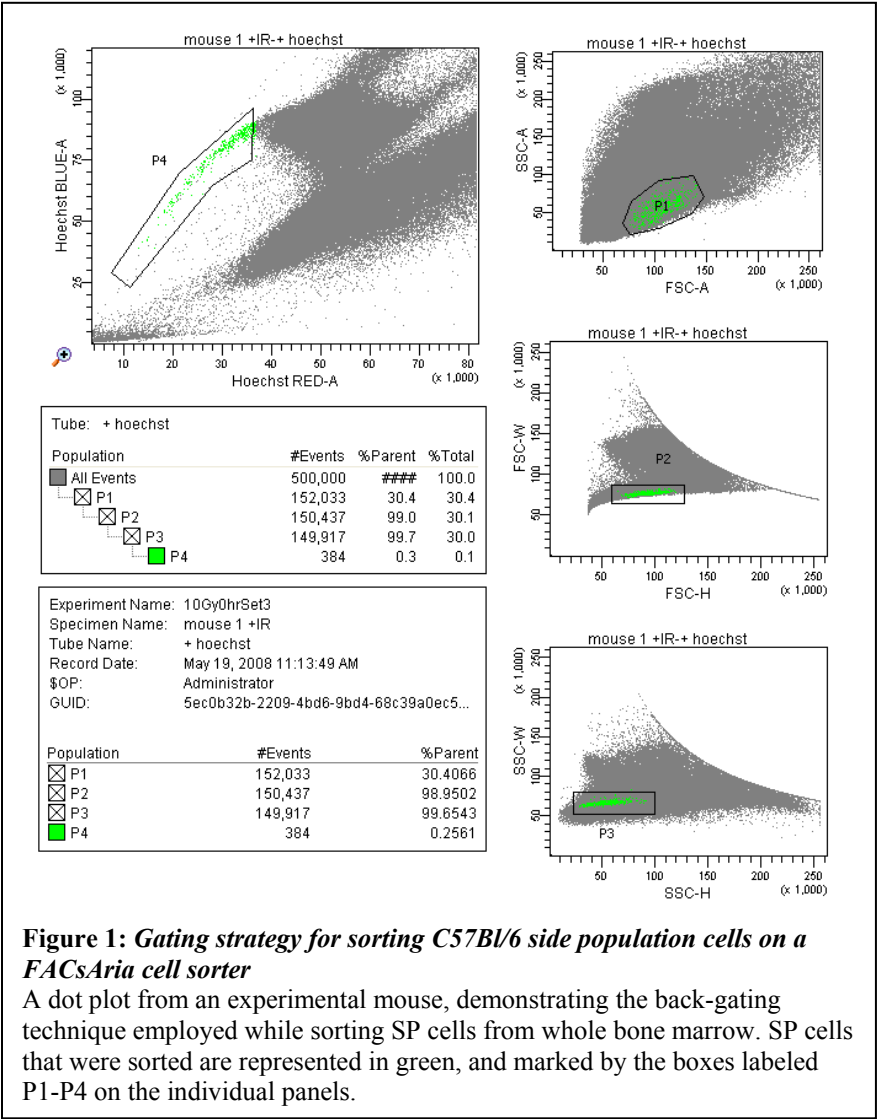 mouse 1 +IR-+ hoechst
(x 1,000)
Hoechst BLUE-A
100
75
50
25
P4
10 20 30 40 50 60 70 80
Hoechst RED-A (x 1,000)
mouse 1 +IR-+ hoechst
(x 1,000)
SSC-A
250
200
150
100
50
P1
50 100 150 200 250
FSC-A (x 1,000)
mouse 1 +IR-+ hoechst
(x 1,000)
FSC-W
250
200
150
100
50
P2
50 100 150 200 250
FSC-H (x 1,000)
Tube: + hoechst
Population #Events %Parent %Total
All Events 500,000 #### 100.0
P1 152,033 30.4 30.4
P2 150,437 99.0 30.1
P3 149,917 99.7 30.0
P4 384 0.3 0.1
Experiment Name: 10Gy0hrSet3
Specimen Name: mouse 1 +IR
Tube Name: + hoechst
Record Date: May 19, 2008 11:13:49 AM
$OP: Administrator
GUID: 5ec0b32b-2209-4bd6-9bd4-68c39a0ec5...
Population #Events %Parent
P1 152,033 30.4066
P2 150,437 98.9502
P3 149,917 99.6543
P4 384 0.2561
mouse 1 +IR-+ hoechst
(x 1,000)
SSC-W
250
200
150
100
50
P3
50 100 150 200 250
SSC-H (x 1,000)
Figure 1: Gating strategy for sorting C57Bl/6 side population cells on a
FACsAria cell sorter
A dot plot from an experimental mouse, demonstrating the back-gating
technique employed while sorting SP cells from whole bone marrow. SP cells
that were sorted are represented in green, and marked by the boxes labeled
P1-P4 on the individual panels.